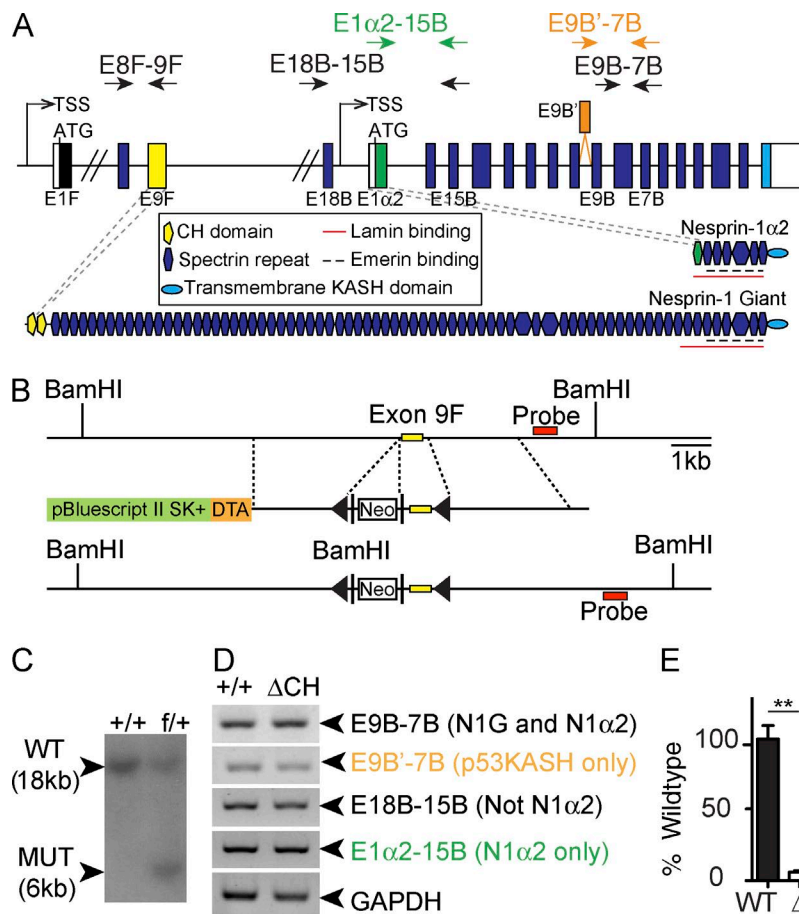 A
E1α2-15B
E9B'-7B
E8F-9F
E18B-15B
E9B-7B
TSS
TSS
E9B'
ATG
ATG
E1F
E9F
E18B
E1α2
E15B
E9B
E7B
CH domain
Lamin binding
Spectrin repeat
Emerin binding
Transmembrane KASH domain
Nesprin-1α2
Nesprin-1 Giant
B
BamHI
BamHI
Exon 9F
Probe
1kb
pBluescript II SK+
DTA
Neo
BamHI
BamHI
BamHI
Neo
Probe
C
+/+
f/+
WT
(18kb)
MUT
(6kb)
D
+/+
ΔCH
E9B-7B (N1G and N1α2)
E9B'-7B (p53KASH only)
E18B-15B (Not N1α2)
E1α2-15B (N1α2 only)
GAPDH
E
**
% Wildtype
100
50
0
WT